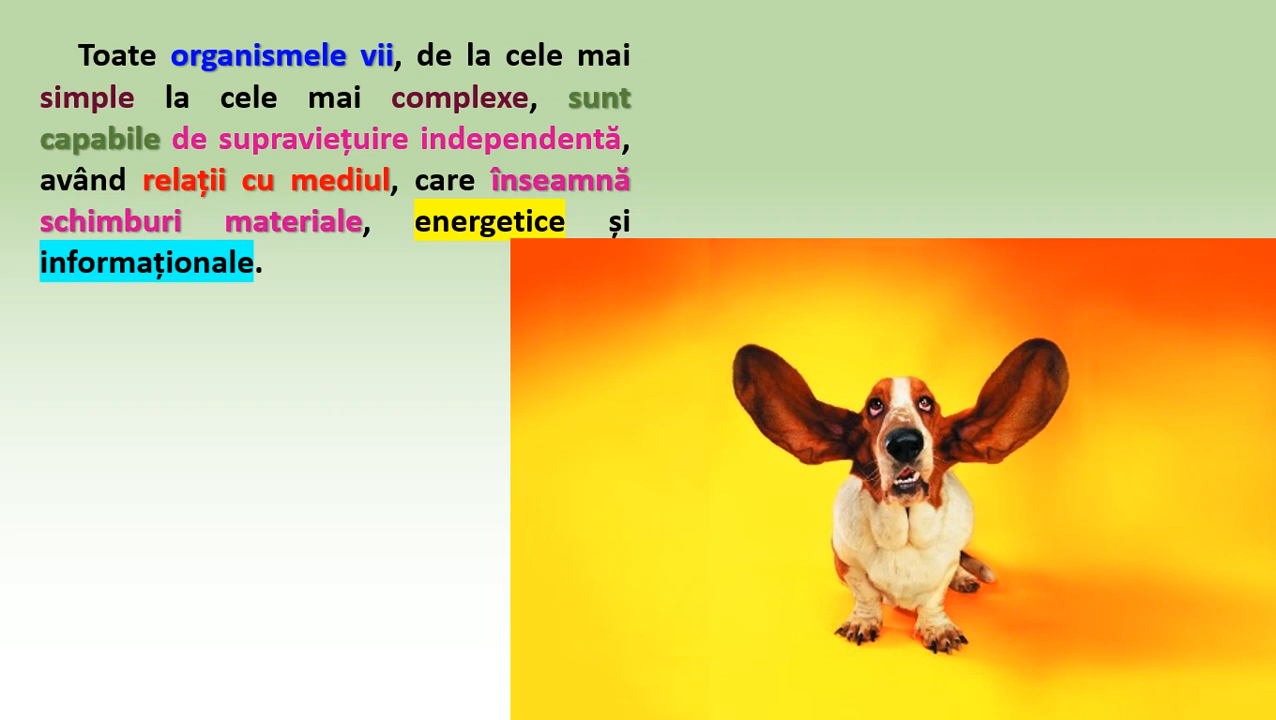 Toate organismele vii, de la cele mai
simple la cele mai complexe, sunt
capabile de supraviețuire independentă,
având relații cu mediul, care înseamnă
schimburi materiale, energetice și
informaționale.